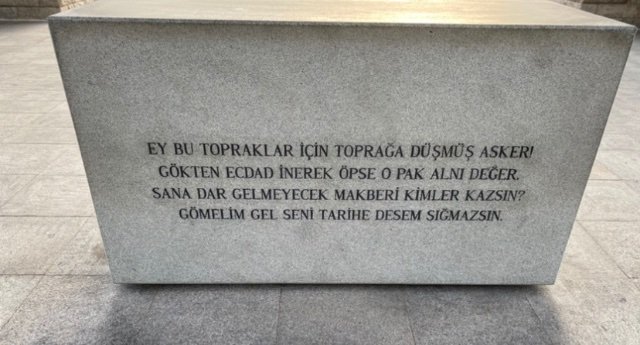 EY BU TOPRAKLAR İÇİN TOPRAĞA DÜŞMÜŞ ASKER!
GÖKTEN ECDAD İNEREK ÖPSE O PAK ALNI DEĞER.
SANA DAR GELMEYECEK MAKBERİ KİMLER KAZSIN?
GÖMELİM GEL SENİ TARİHE DESEM SIĞMAZSIN.